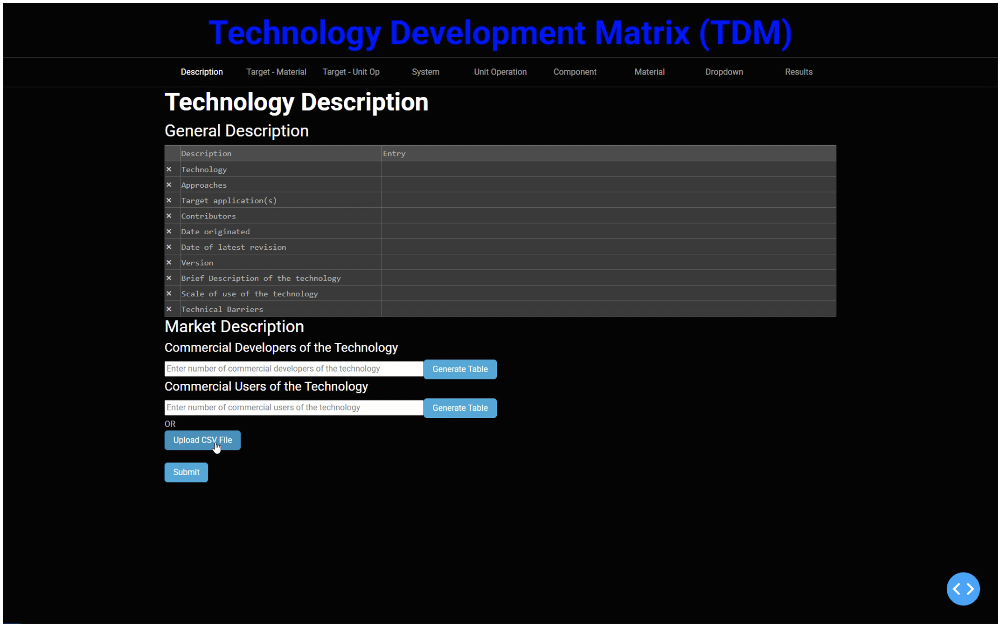 Technology Development Matrix (TDM)
Description Target - Material Target - Unit Op System Unit Operation Component Material Dropdown Results
Technology Description
General Description
Description Entry
× Technology
× Approaches
× Target application(s)
× Contributors
× Date originated
× Date of latest revision
× Version
× Brief Description of the technology
× Scale of use of the technology
× Technical Barriers
Market Description
Commercial Developers of the Technology
Enter number of commercial developers of the technology Generate Table
Commercial Users of the Technology
Enter number of commercial users of the technology Generate Table
OR
Upload CSV File
Submit